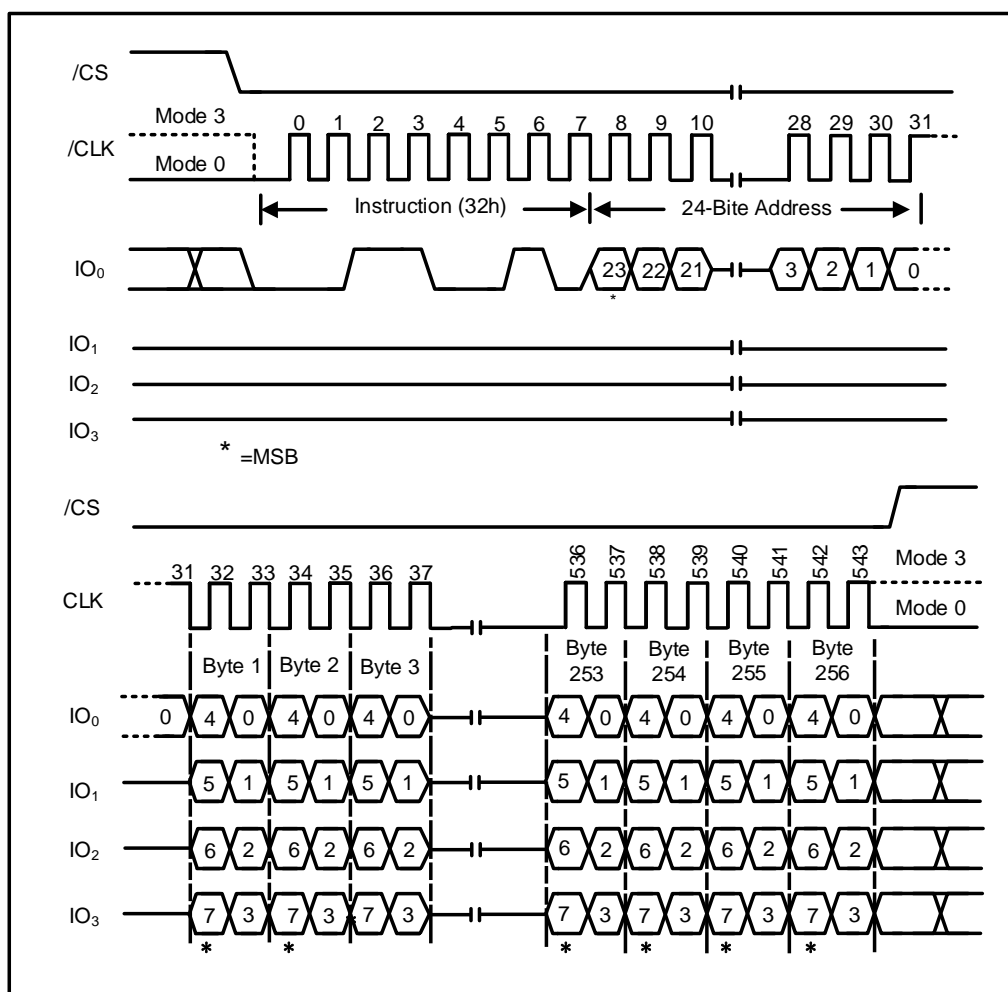 /CS
Mode 3
0 1 2 3 4 5 6 7 8 9 10 28 29 30 31
/CLK
Mode 0
Instruction (32h) 24-Bite Address
IO0 23 22 21 3 2 1 0
*
IO1
IO2
IO3
* =MSB
/CS
31 32 33 34 35 36 37 536 537 538 539 540 541 542 543 Mode 3
CLK
Mode 0
Byte 1 Byte 2 Byte 3 Byte 253 Byte 254 Byte 255 Byte 256
IO0 0 4 0 4 0 4 0 4 0 4 0 4 0 4 0
IO1 5 1 5 1 5 1 5 1 5 1 5 1 5 1
IO2 6 2 6 2 6 2 6 2 6 2 6 2 6 2
IO3 7 3 7 3 * 7 3 7 3 7 3 7 3 7 3
* * * * * *